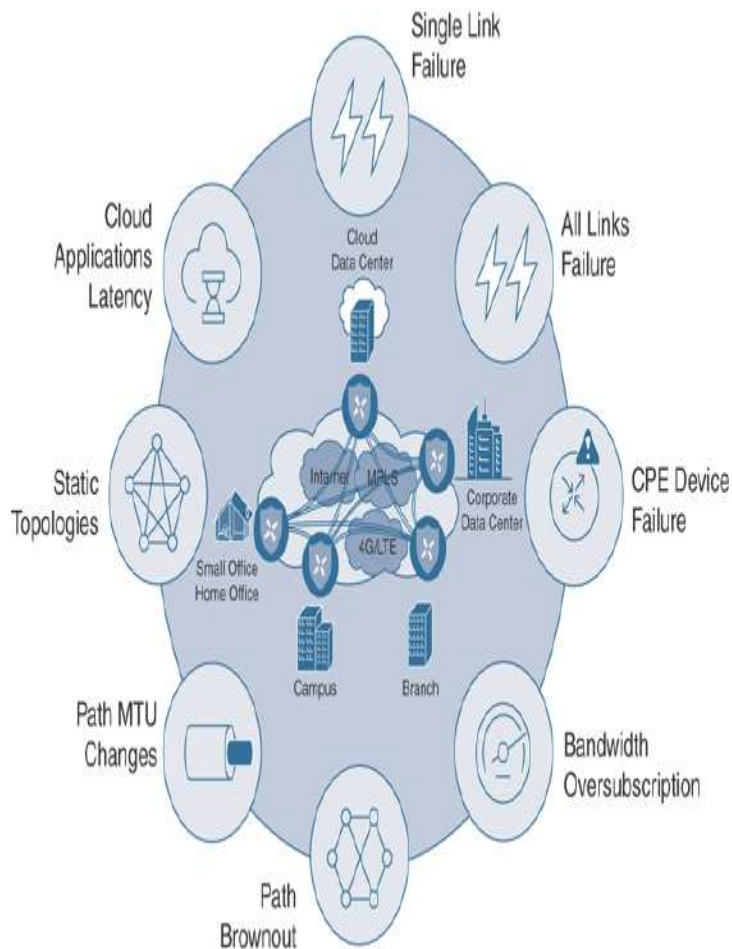 Single Link
Failure
Cloud
Applications
Latency
All Links
Failure
Cloud
Data Center
Static
Topologies
Internet
MPLS
Corporate
Data Center
CPE Device
Failure
4G/LTE
Small Office
Home Office
Campus
Branch
Path MTU
Changes
Bandwidth
Oversubscription
Path
Brownout